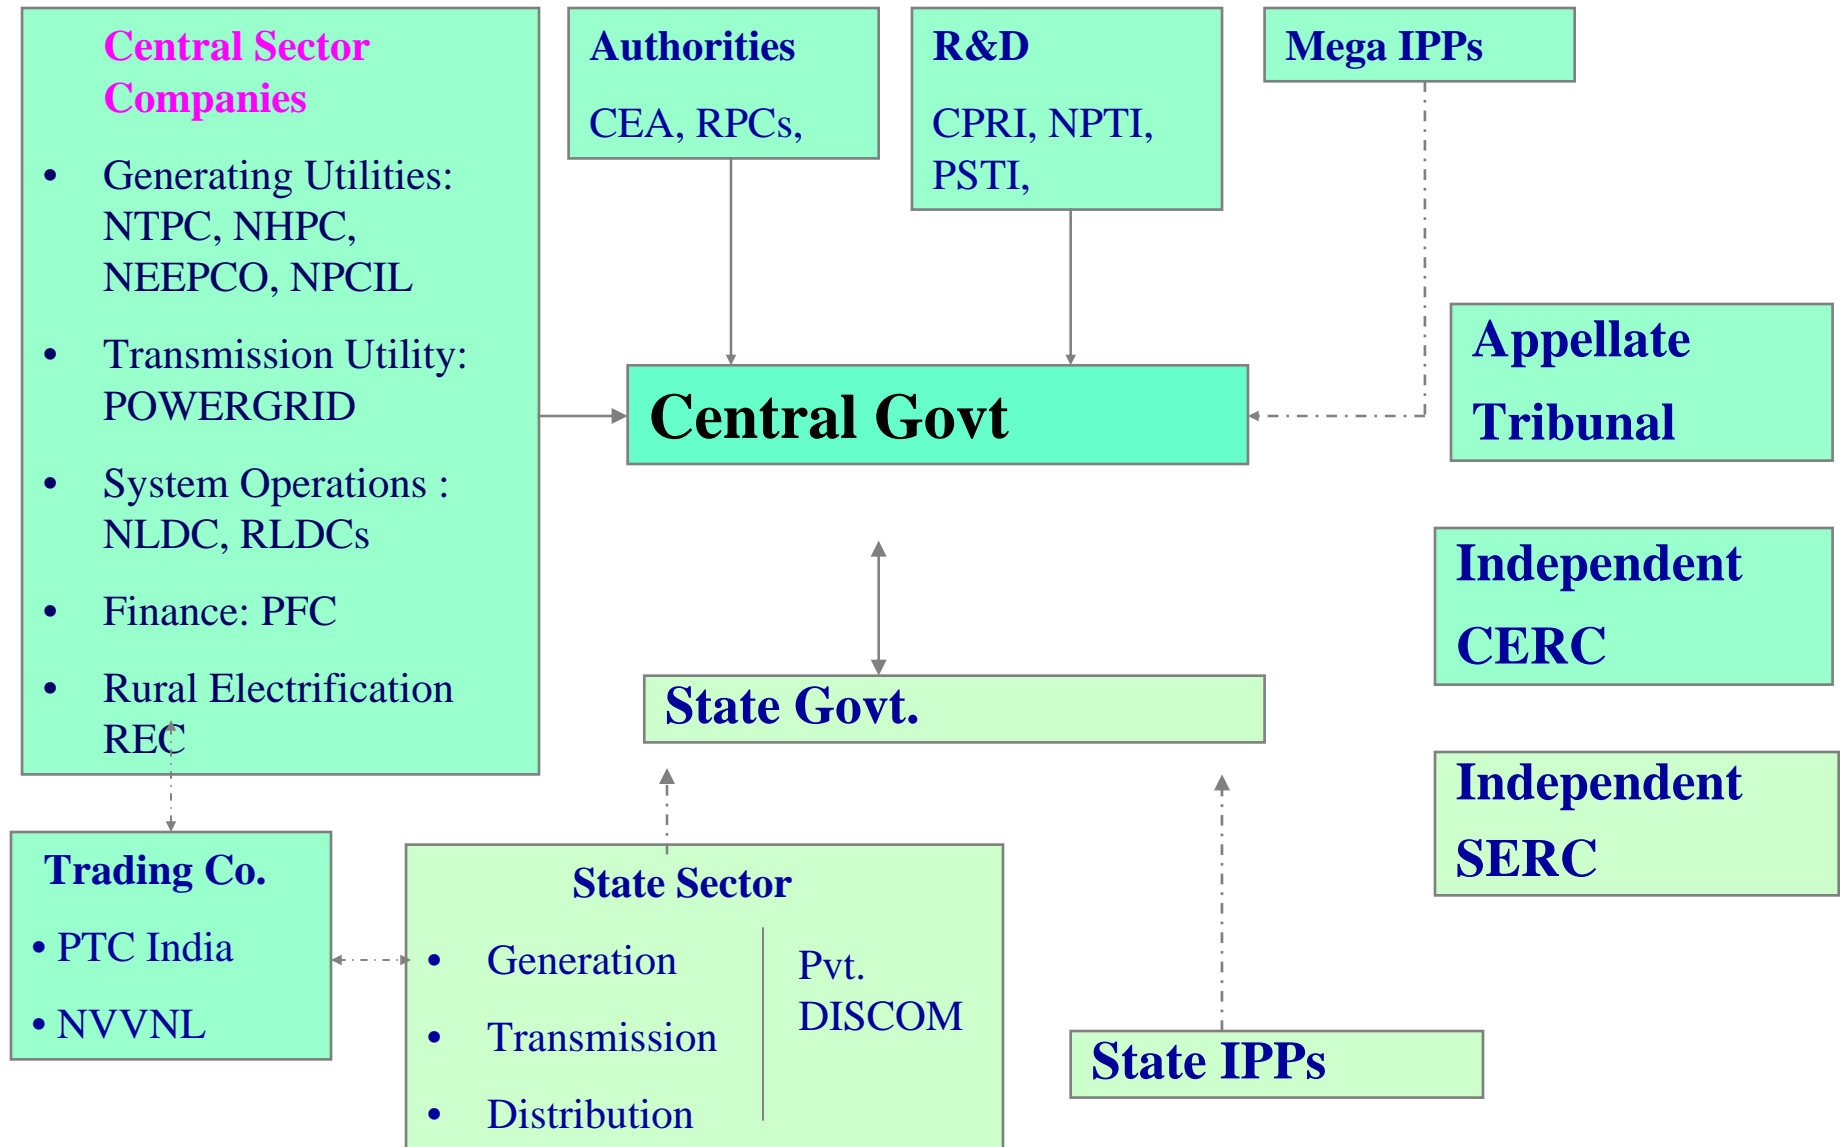 Central Sector
Companies
• Generating Utilities:
NTPC, NHPC,
NEEPCO, NPCIL
• Transmission Utility:
POWERGRID
• System Operations :
NLDC, RLDCs
• Finance: PFC
• Rural Electrification
REC
Authorities
CEA, RPCs,
R&D
CPRI, NPTI,
PSTI,
Mega IPPs
Central Govt
Appellate
Tribunal
Independent
CERC
State Govt.
Independent
SERC
Trading Co.
• PTC India
• NVVNL
State Sector
• Generation
• Transmission
• Distribution
Pvt.
DISCOM
State IPPs